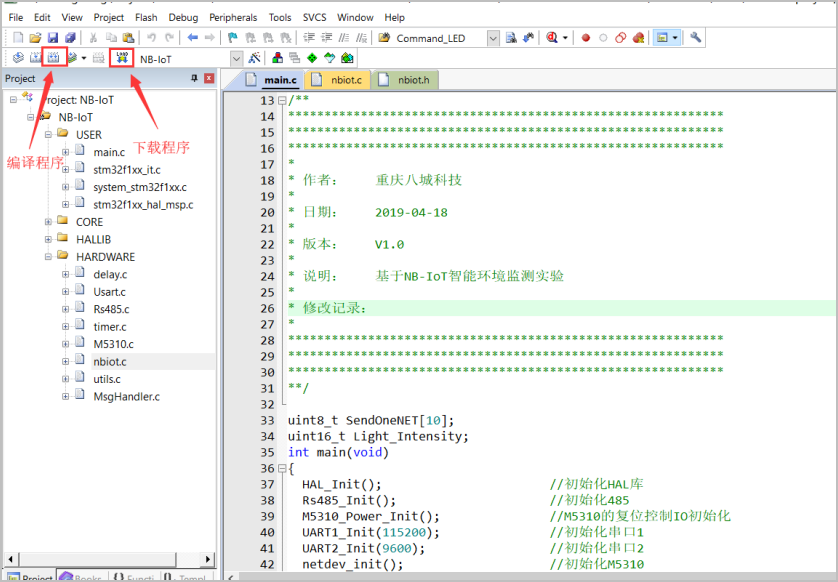 File Edit View Project Flash Debug Peripherals Tools SVCS Window Help
Command_LED
LOAD
NB-IoT
Project
main.c nbiot.c nbiot.h
Project: NB-IoT
NB-IoT
USER
main.c
stm32f1xx_it.c
system_stm32f1xx.c
stm32f1xx_hal_msp.c
CORE
HALLIB
HARDWARE
delay.c
Usart.c
Rs485.c
timer.c
M5310.c
nbiot.c
utils.c
MsgHandler.c
编译程序
下载程序
13 /**
14 ************************************************************
15 ************************************************************
16 ************************************************************
17 *
18 * 作者: 重庆八城科技
19 *
20 * 日期: 2019-04-18
21 *
22 * 版本: V1.0
23 *
24 * 说明: 基于NB-IoT智能环境监测实验
25 *
26 * 修改记录:
27 *
28 ************************************************************
29 ************************************************************
30 ************************************************************
31 **/
32
33 uint8_t SendOneNET[10];
34 uint16_t Light_Intensity;
35 int main(void)
36 {
37 HAL_Init(); //初始化HAL库
38 Rs485_Init(); //初始化485
39 M5310_Power_Init(); //M5310的复位控制IO初始化
40 UART1_Init(115200); //初始化串口1
41 UART2_Init(9600); //初始化串口2
42 netdev_init(); //初始化M5310
Project Books {} Functi Templ